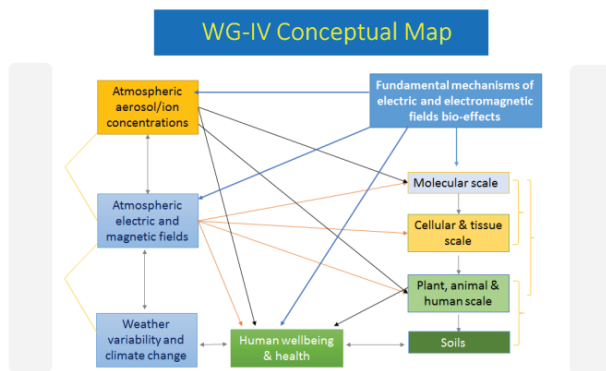 WG-IV Conceptual Map
Atmospheric
aerosol/ion
concentrations
Fundamental mechanisms of
electric and electromagnetic
fields bio-effects
Atmospheric
electric and
magnetic fields
Molecular scale
Cellular & tissue
scale
Plant, animal &
human scale
Weather
variability and
climate change
Human wellbeing
& health
Soils